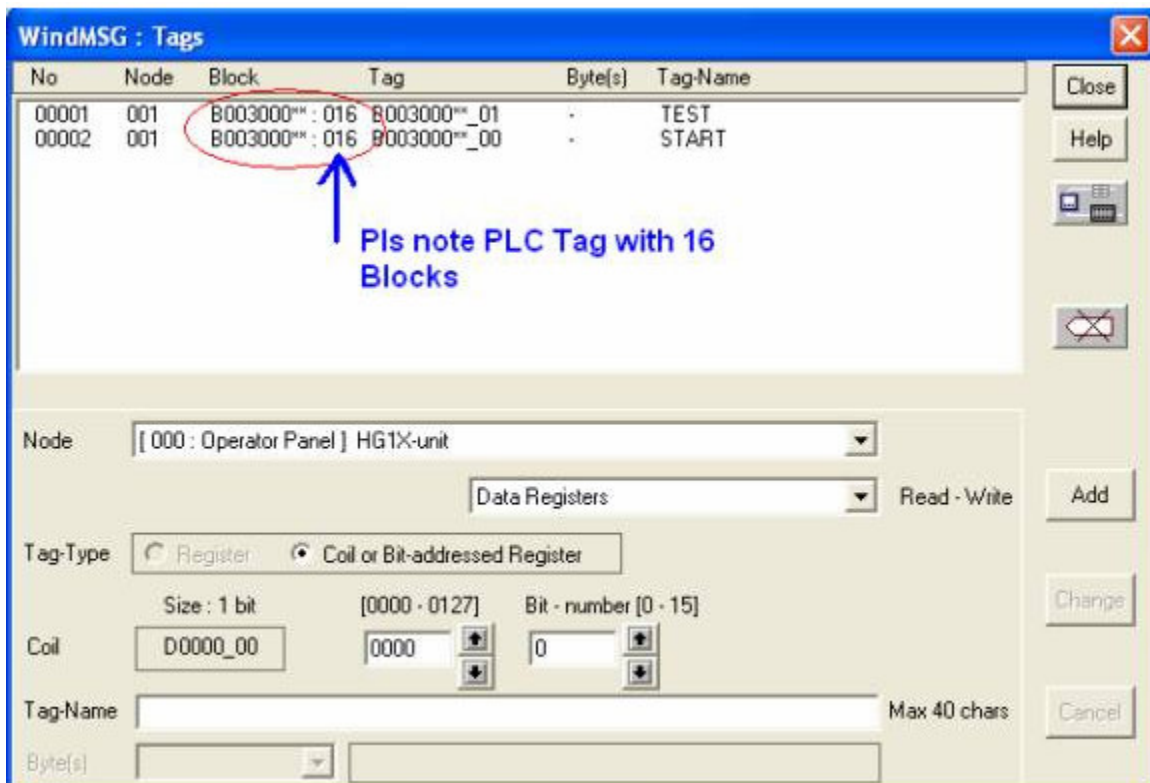 WindMSG : Tags
No Node Block Tag Byte(s) Tag-Name
Close
00001 001 B003000** : 016 B003000**_01 - TEST
00002 001 B003000** : 016 B003000**_00 - START
Help
Pls note PLC Tag with 16
Blocks
Node [ 000 : Operator Panel ] HG1X-unit
Data Registers Read - Write Add
Tag-Type Register Coil or Bit-addressed Register
Size : 1 bit [0000 - 0127] Bit - number [0 - 15] Change
Coil D0000_00 0000 0
Tag-Name Max 40 chars Cancel
Byte(s)